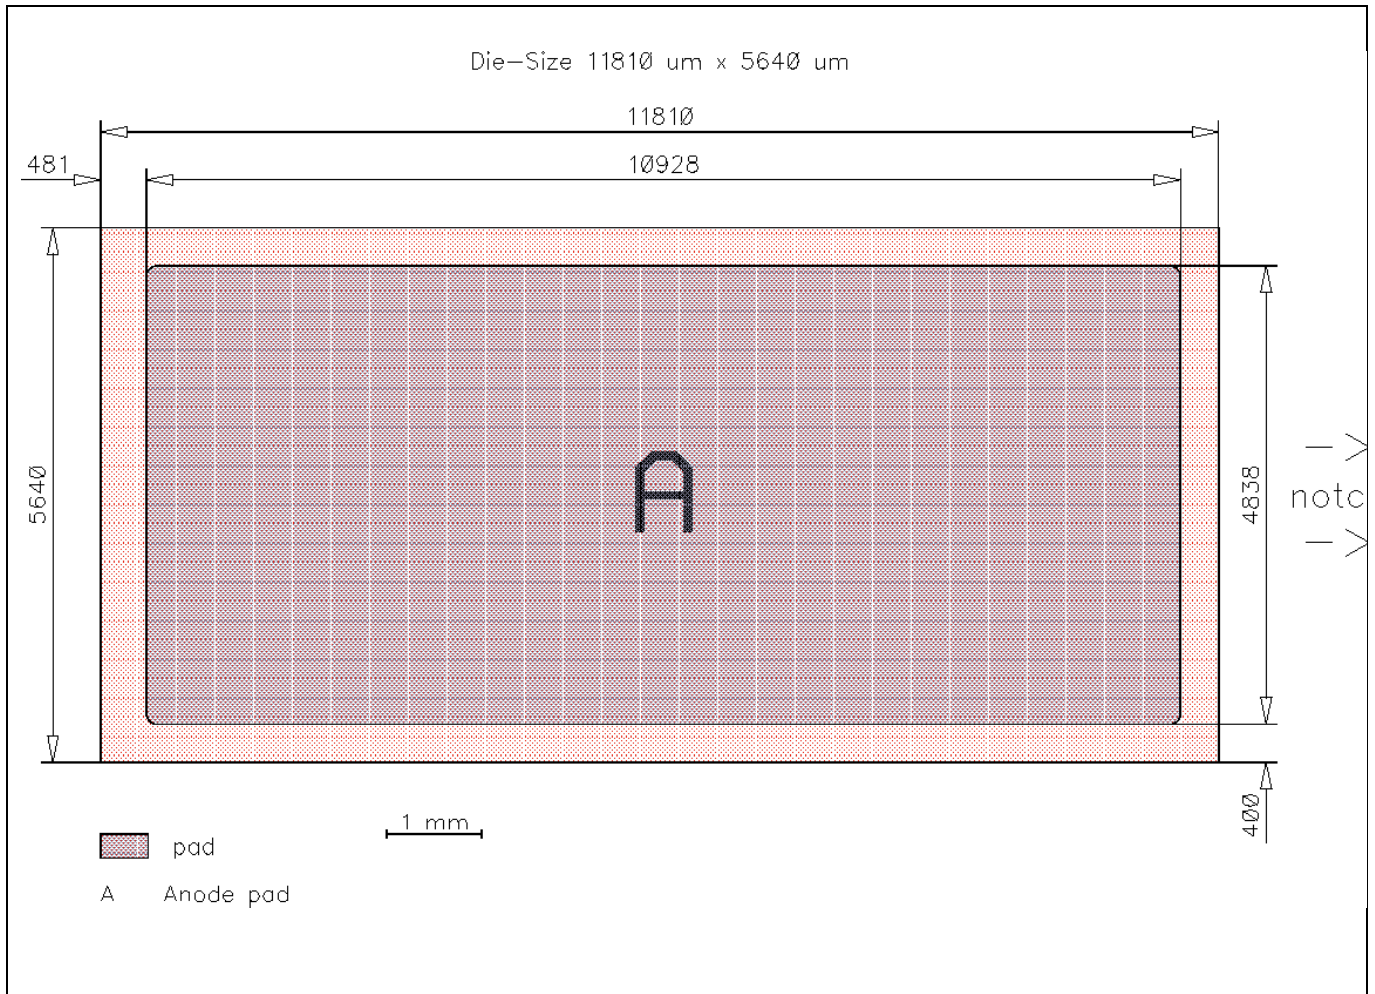 Die-Size 11810 um x 5640 um
11810
481
10928
5640
A
4838
— >
notc
— >
400
1 mm
pad
A Anode pad